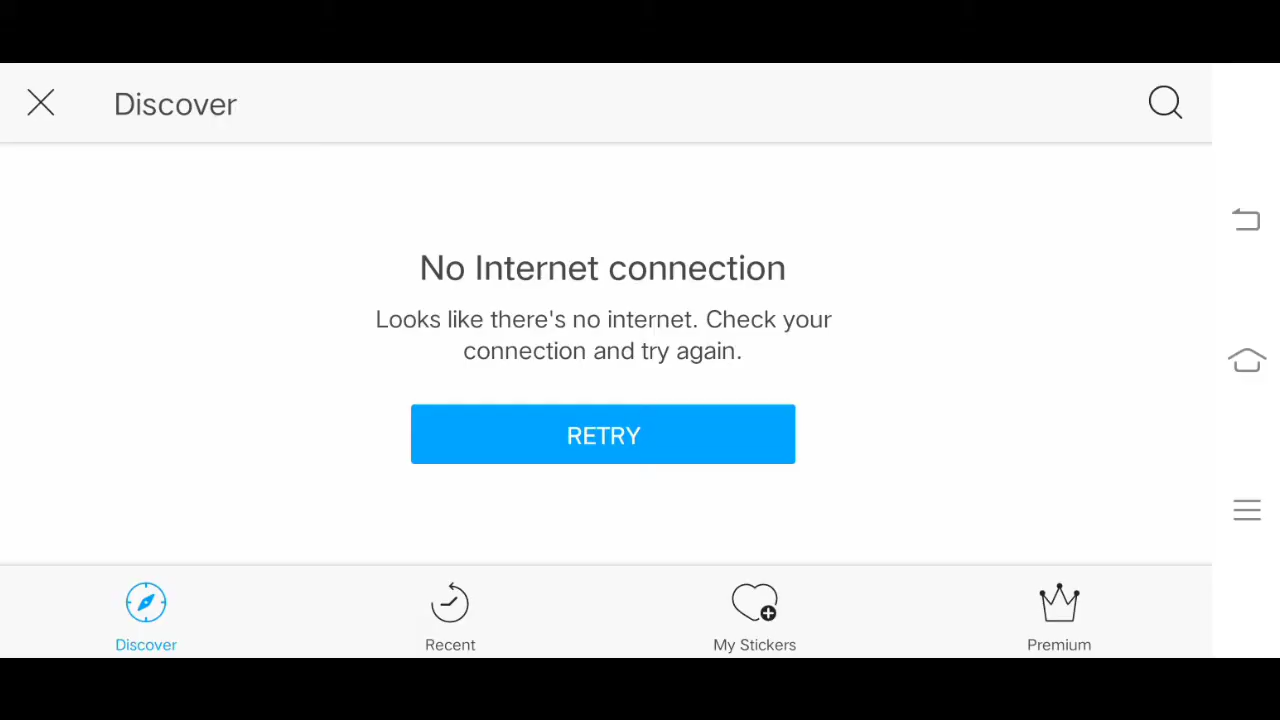 Discover
No Internet connection
Looks like there's no internet. Check your
connection and try again.
RETRY
Discover
Recent
My Stickers
Premium